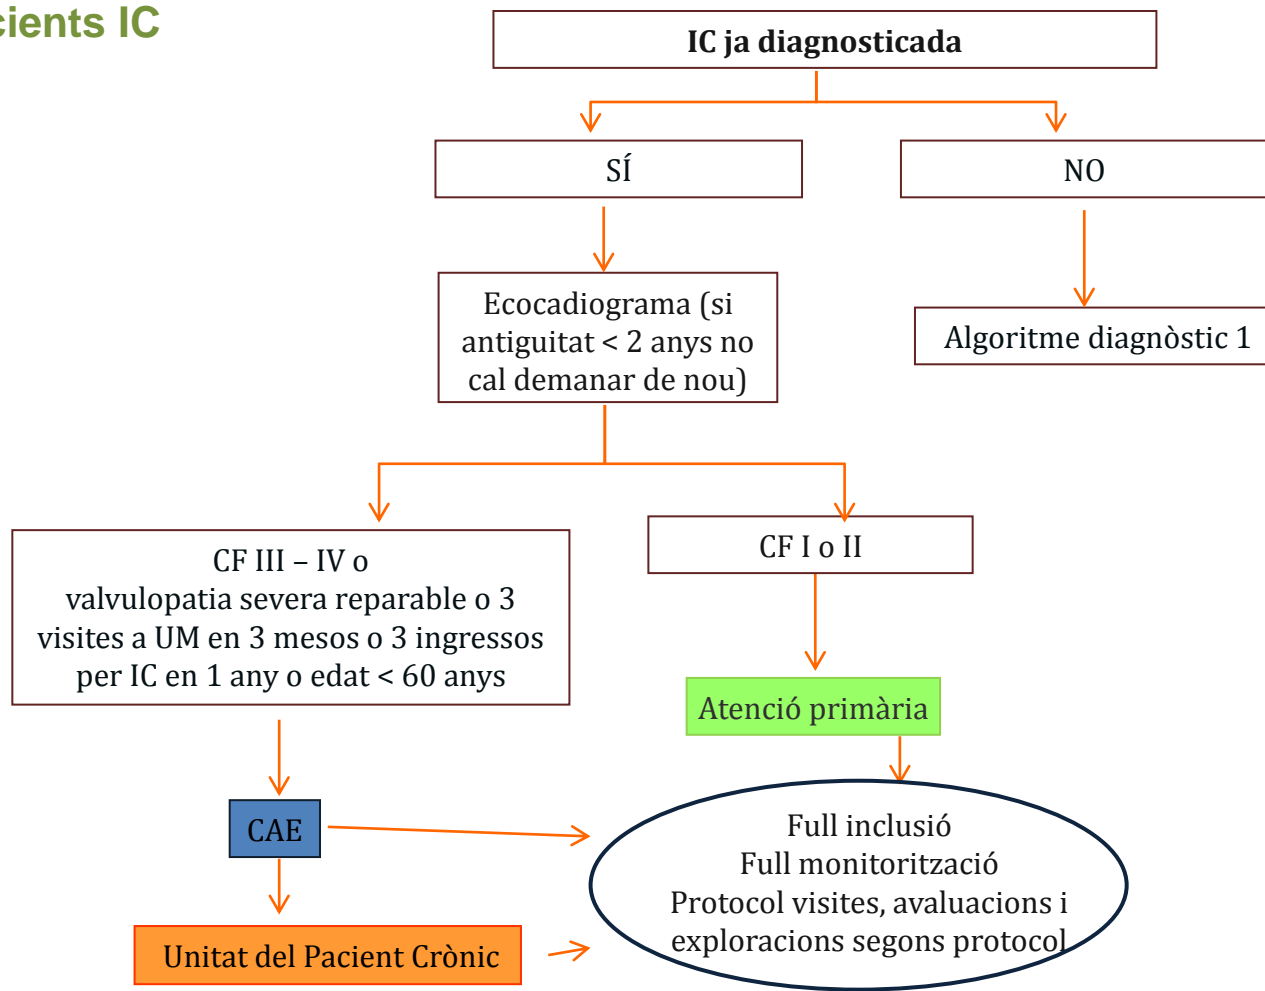 cients IC
IC ja diagnosticada
SÍ
NO
Ecocadiograma (si
antiguitat < 2 anys no
cal demanar de nou)
Algoritme diagnòstic 1
CF III – IV o
valvulopatia severa reparable o 3
visites a UM en 3 mesos o 3 ingressos
per IC en 1 any o edat < 60 anys
CF I o II
Atenció primària
CAE
Full inclusió
Full monitorització
Protocol visites, avaluacions i
exploracions segons protocol
Unitat del Pacient Crònic